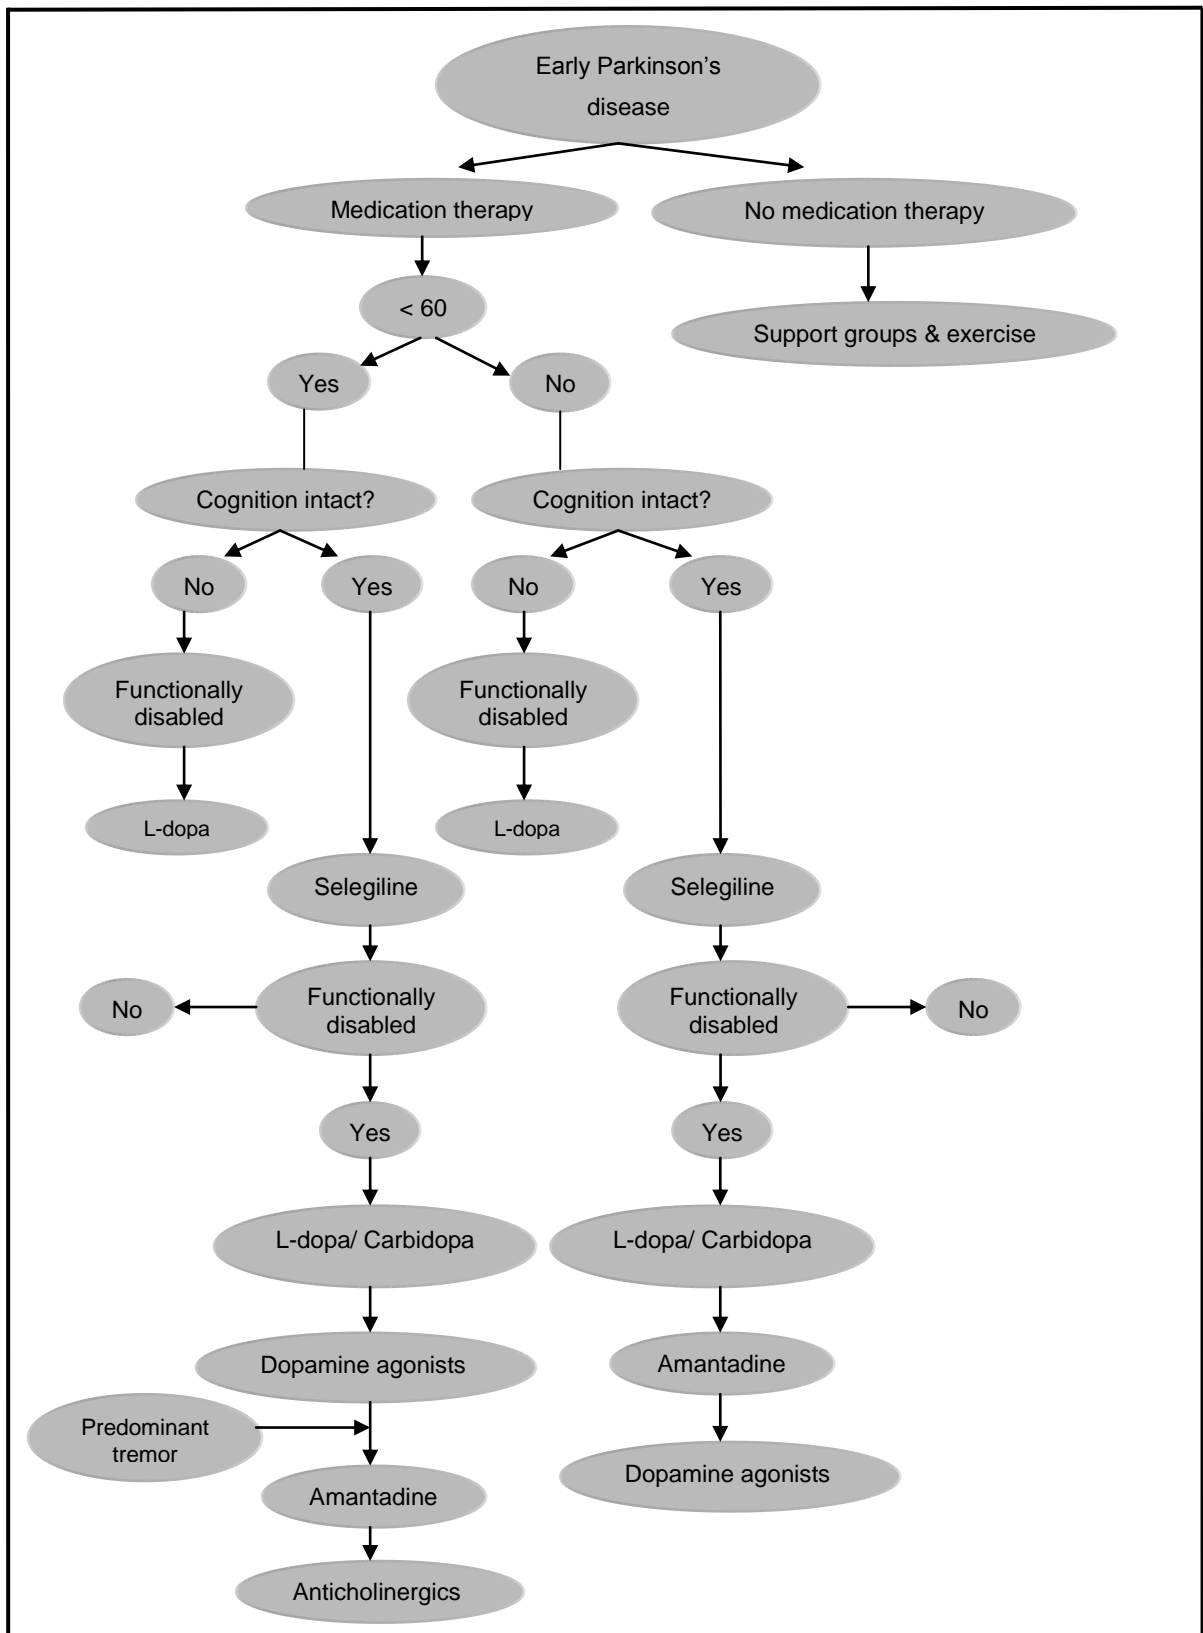 Early Parkinson's
disease
Medication therapy
No medication therapy
< 60
Support groups & exercise
Yes
No
Cognition intact?
Cognition intact?
No
Yes
No
Yes
Functionally
disabled
Functionally
disabled
L-dopa
L-dopa
Selegiline
Selegiline
No
Functionally
disabled
Functionally
disabled
No
Yes
Yes
L-dopa/ Carbidopa
L-dopa/ Carbidopa
Dopamine agonists
Amantadine
Predominant
tremor
Dopamine agonists
Amantadine
Anticholinergics